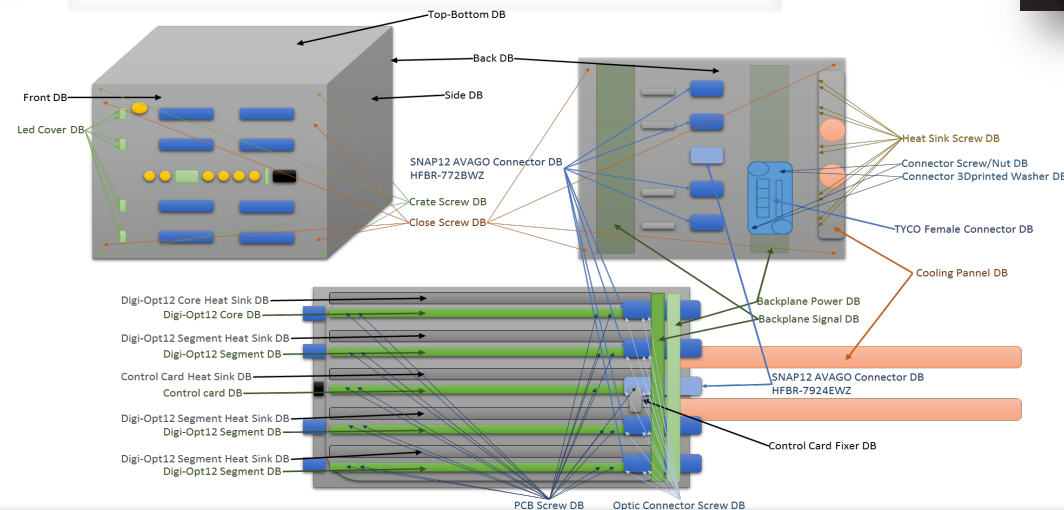 Top-Bottom DB
Back DB
Front DB
Side DB
Led Cover DB
Heat Sink Screw DB
SNAP12 AVAGO Connector DB
HFBR-772BWZ
Connector Screw/Nut DB
Connector 3Dprinted Washer DB
Crate Screw DB
Close Screw DB
TYCO Female Connector DB
Cooling Pannel DB
Digi-Opt12 Core Heat Sink DB
Digi-Opt12 Core DB
Backplane Power DB
Backplane Signal DB
Digi-Opt12 Segment Heat Sink DB
Digi-Opt12 Segment DB
Control Card Heat Sink DB
Control card DB
SNAP12 AVAGO Connector DB
HFBR-7924EWZ
Digi-Opt12 Segment Heat Sink DB
Digi-Opt12 Segment DB
Control Card Fixer DB
Digi-Opt12 Segment Heat Sink DB
Digi-Opt12 Segment DB
PCB Screw DB
Optic Connector Screw DB